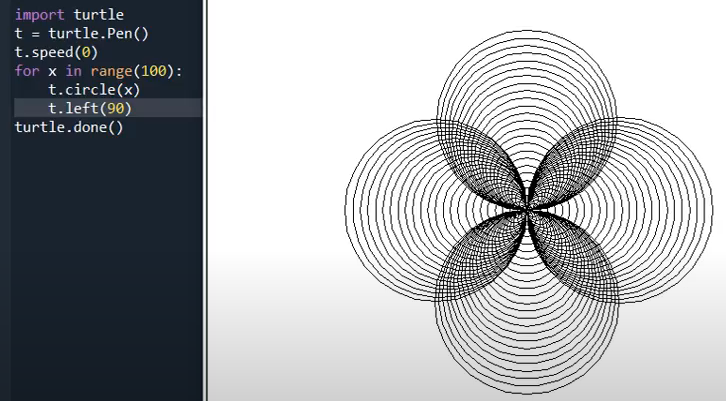 import turtle
t = turtle.Pen()
t.speed(0)
for x in range(100):
    t.circle(x)
    t.left(90)
turtle.done()